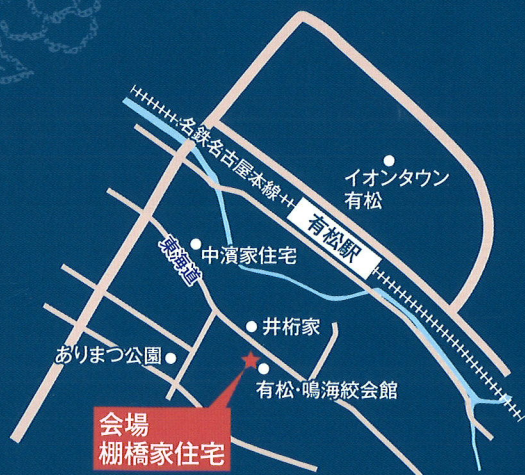 名鉄名古屋本線
イオンタウン
有松
有松駅
東海道
中濱家住宅
井桁家
ありまつ公園
有松・鳴海絞会館
会場
棚橋家住宅